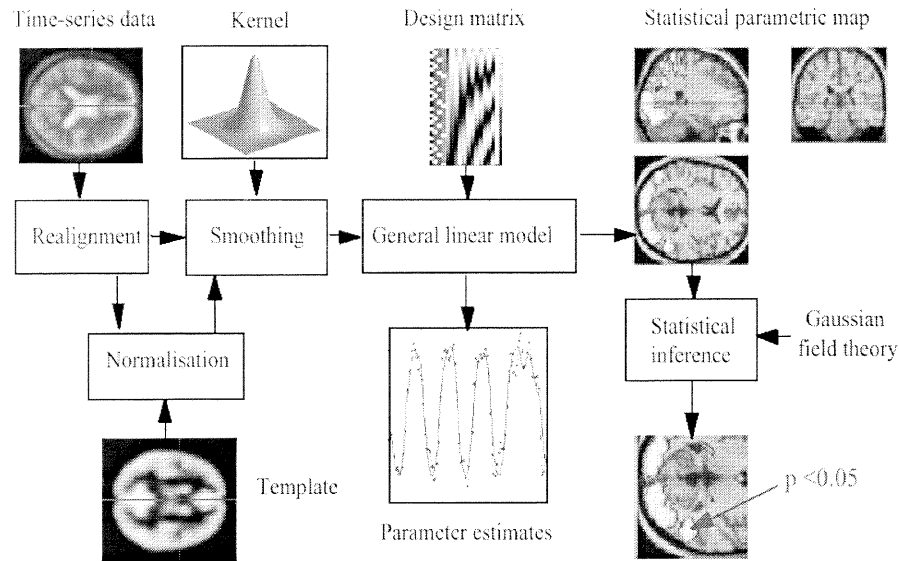 Time-series data
Kernel
Design matrix
Statistical parametric map
Realignment
Smoothing
General linear model
Normalisation
Statistical
inference
Gaussian
field theory
Template
Parameter estimates
p <0.05